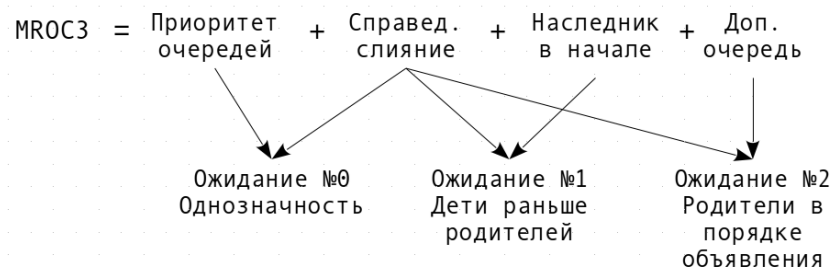 MROC3 = Приоритет + Справед. + Наследник + Доп.
очередей слияние в начале очередь
Ожидание №0 Ожидание №1 Ожидание №2
Однозначность Дети раньше Родители в
родителей порядке
объявления